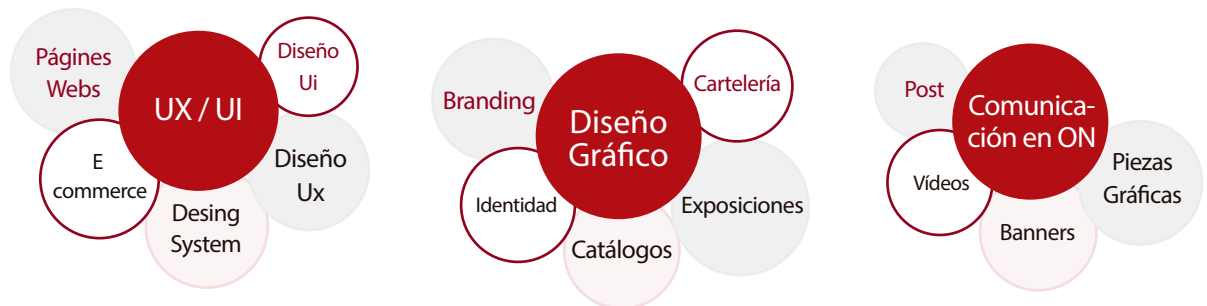 Págines
Webs
UX / UI
Diseño
Ui
E
commerce
Diseño
Ux
Desing
System
Branding
Diseño
Gráfico
Cartelería
Identidad
Exposiciones
Catálogos
Post
Comunica-
ción en ON
Vídeos
Piezas
Gráficas
Banners